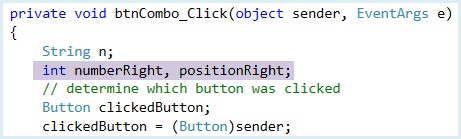 private void btnCombo_Click(object sender, EventArgs e)
{
String n;
int numberRight, positionRight;
// determine which button was clicked
Button clickedButton;
clickedButton = (Button)sender;